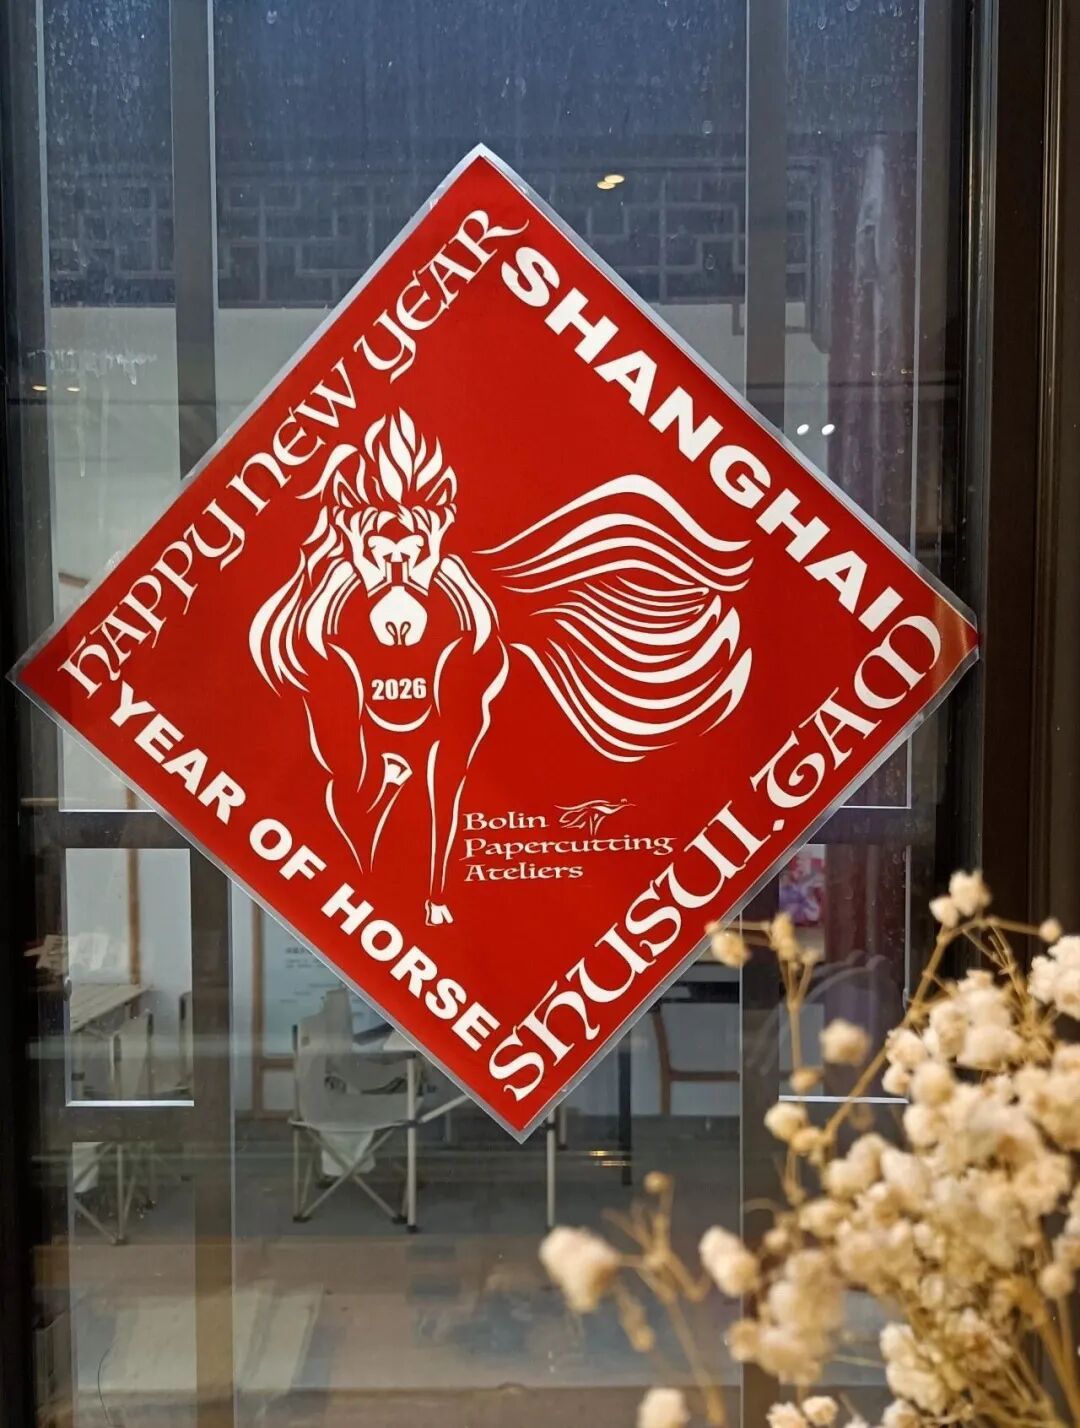 HAPPY NEW YEAR
SHANGHAI
2026
Bolin
Papercutting
Ateliers
YEAR OF HORSE
SHUSUI.TAM